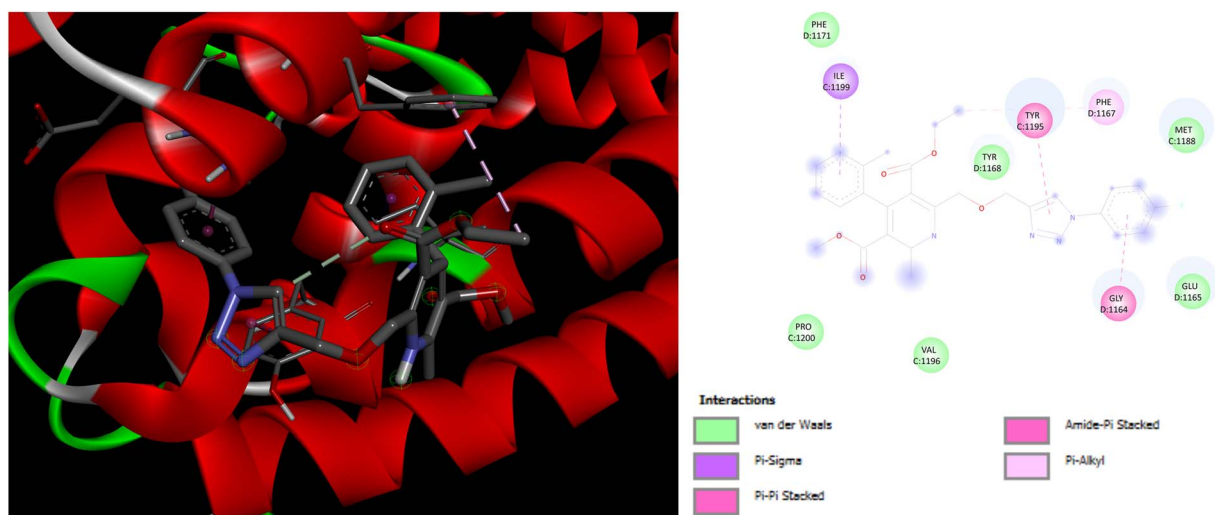 PHE
D:1171
ILE
C:1199
TYR
C:1195
PHE
D:1167
MET
C:1188
TYR
D:1168
O
O
O
O
N
N
N
O
O
N
GLY
D:1164
GLU
D:1165
PRO
C:1200
VAL
C:1196
Interactions
van der Waals
Pi-Sigma
Pi-Pi Stacked
Amide-Pi Stacked
Pi-Alkyl